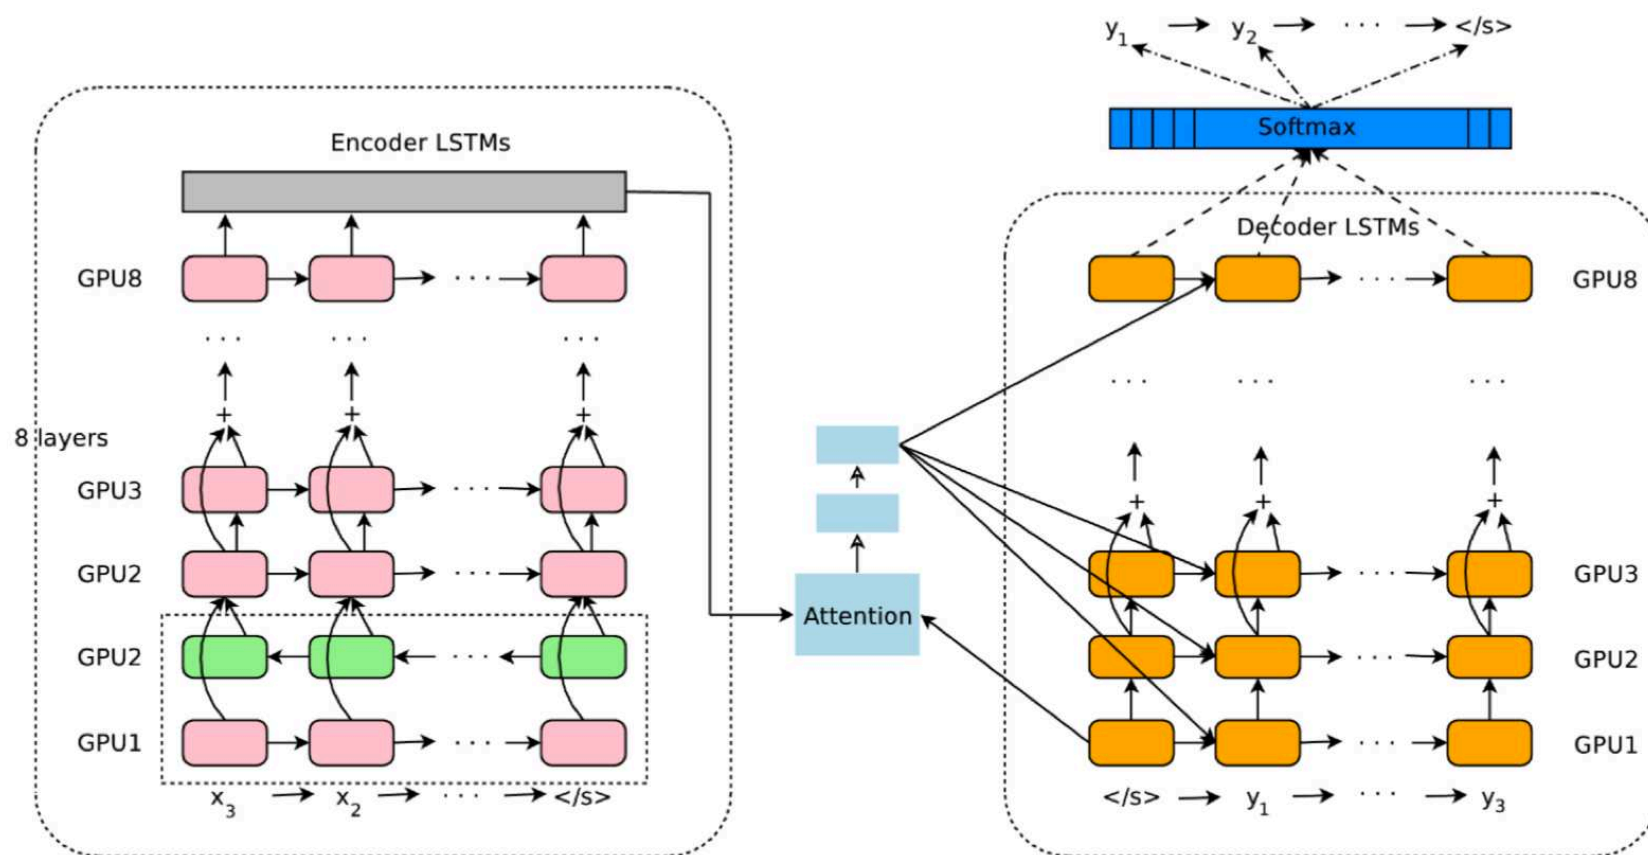 y1 y2 ... </s>
Softmax
Encoder LSTMs
Decoder LSTMs
GPU8 ... GPU8
... ... ...
... ... ...
+ + +
8 layers
GPU3 ...
+ + +
GPU2 ... GPU3
Attention
GPU2 ... GPU2
GPU1 ... GPU1
x3 x2 ... </s>
</s> y1 ... y3